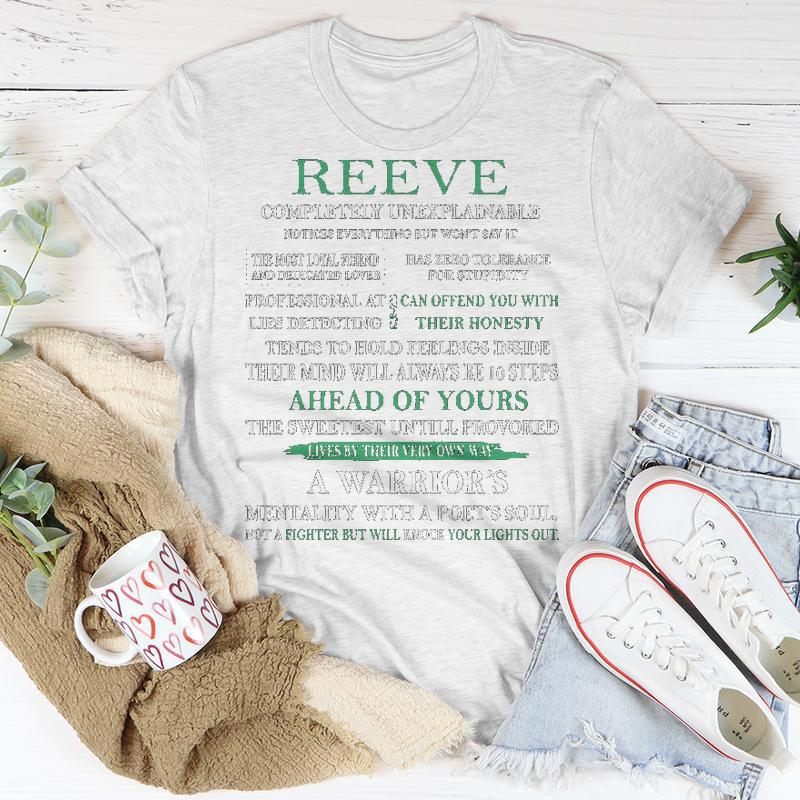 REEVE
COMPLETELY UNEXPLAINABLE
NOTICES EVERYTHING BUT WON'T SAY IT
THE MOST LOYAL FRIEND
AND DEDICATED LOVER
HAS ZERO TOLERANCE
FOR STUPIDITY
PROFESSIONAL AT
LIES DETECTING
CAN OFFEND YOU WITH
THEIR HONESTY
TENDS TO HOLD FEELINGS INSIDE
THEIR MIND WILL ALWAYS BE 10 STEPS
AHEAD OF YOURS
THE SWEETEST UNTILL PROVOKED
LIVES BY THEIR VERY OWN WAY
A WARRIOR'S
MENTALITY WITH A POET'S SOUL,
NOT A FIGHTER BUT WILL KNOCK YOUR LIGHTS OUT.